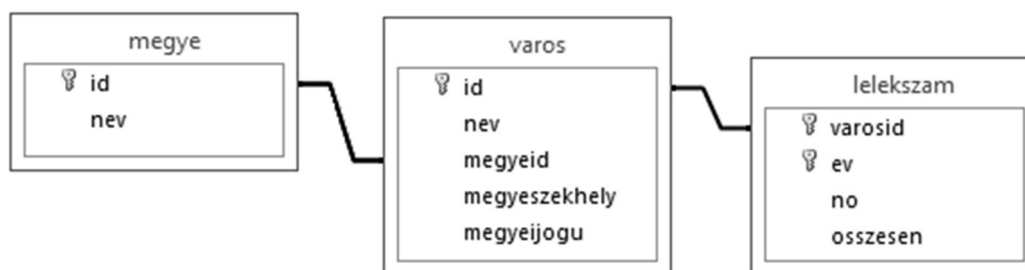 megye
id
nev
varos
id
nev
megyeid
megyeszekhely
megyeijogu
lelekszam
varosid
ev
no
osszesen